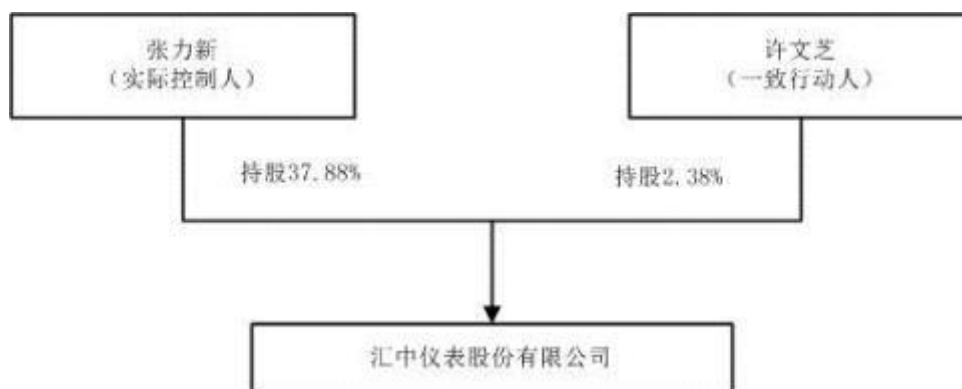 张力新
（实际控制人）
许文芝
（一致行动人）
持股37.88%
持股2.38%
汇中仪表股份有限公司